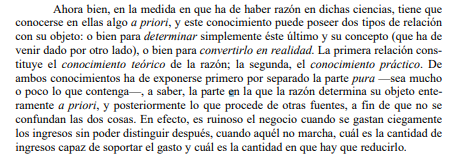 Ahora bien, en la medida en que ha de haber razón en dichas ciencias, tiene que
conocerse en ellas algo a priori, y este conocimiento puede poseer dos tipos de relación
con su objeto: o bien para determinar simplemente éste último y su concepto (que ha de
venir dado por otro lado), o bien para convertirlo en realidad. La primera relación cons-
tituye el conocimiento teórico de la razón; la segunda, el conocimiento práctico. De
ambos conocimientos ha de exponerse primero por separado la parte pura —sea mucho
o poco lo que contenga—, a saber, la parte en la que la razón determina su objeto ente-
ramente a priori, y posteriormente lo que procede de otras fuentes, a fin de que no se
confundan las dos cosas. En efecto, es ruinoso el negocio cuando se gastan ciegamente
los ingresos sin poder distinguir después, cuando aquél no marcha, cuál es la cantidad de
ingresos capaz de soportar el gasto y cuál es la cantidad en que hay que reducirlo.